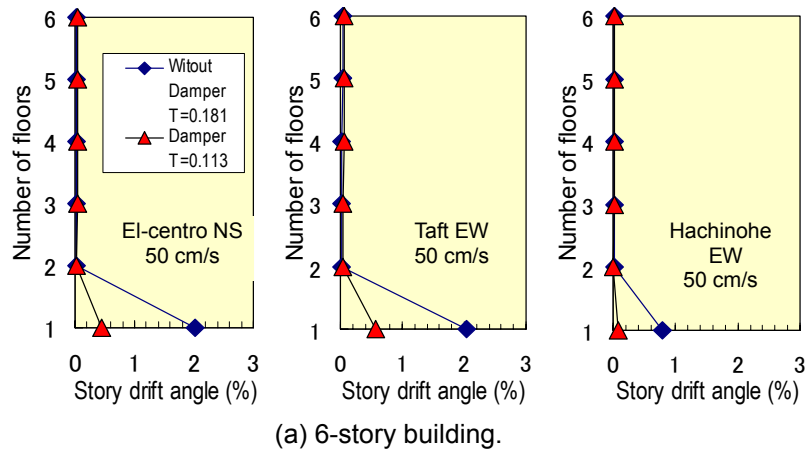 Number of floors
6
5
4
3
2
1
Witout
Damper
T=0.181
Damper
T=0.113
El-centro NS
50 cm/s
0 1 2 3
Story drift angle (%)
Number of floors
6
5
4
3
2
1
Taft EW
50 cm/s
0 1 2 3
Story drift angle (%)
Number of floors
6
5
4
3
2
1
Hachinohe
EW
50 cm/s
0 1 2 3
Story drift angle (%)
(a) 6-story building.